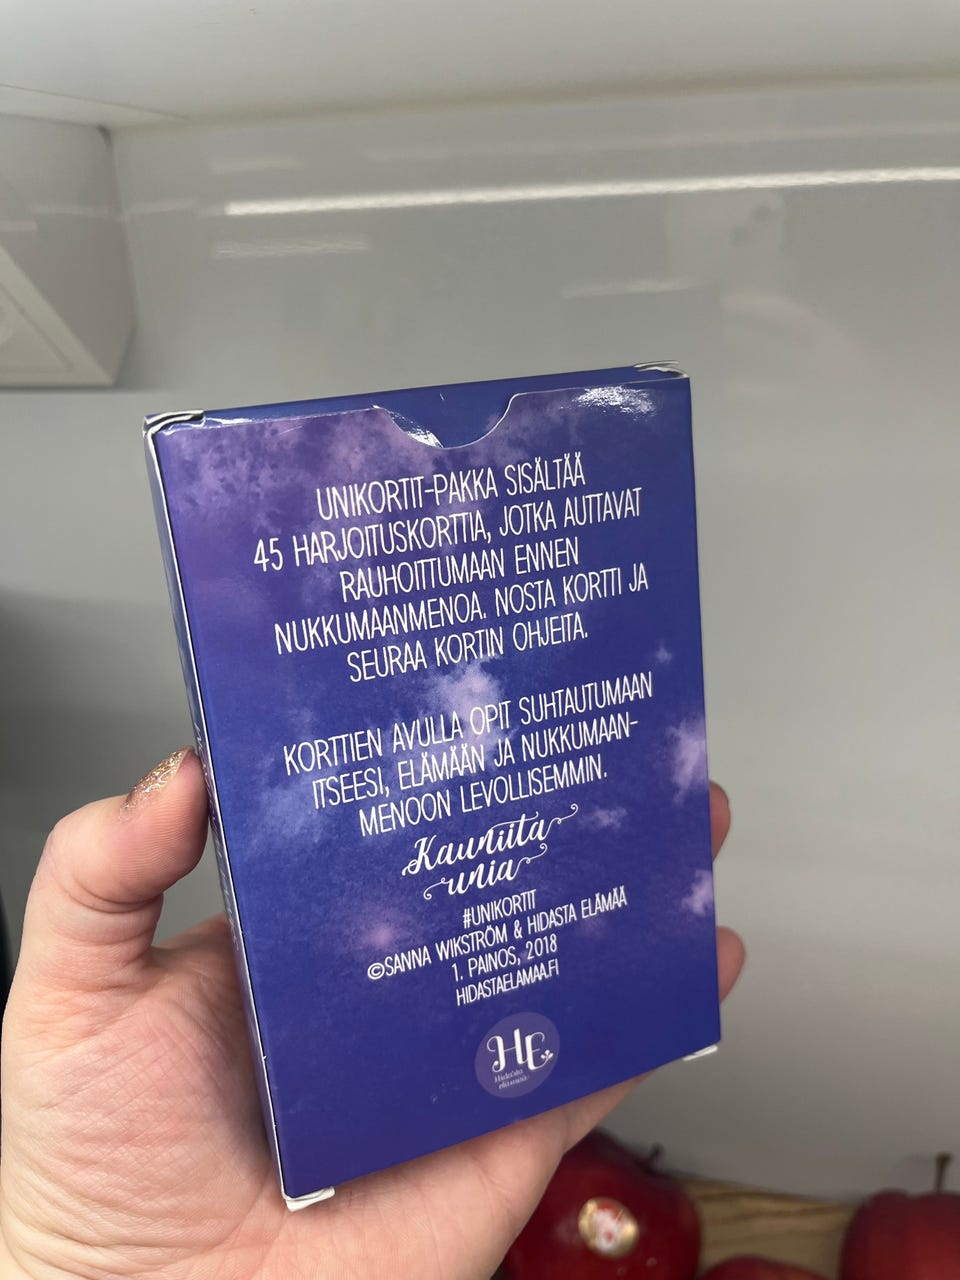 UNIKORTIT-PAKKA SISÄLTÄÄ
45 HARJOITUSKORTTIA, JOTKA AUTTAVAT
RAUHOITTUMAAN ENNEN
NUKKUMAANMENOA. NOSTA KORTTI JA
SEURAA KORTIN OHJEITA.
KORTTIEN AVULLA OPIT SUHTAUTUMAAN
ITSEESI, ELÄMÄÄN JA NUKKUMAAN-
MENOON LEVOLLISEMMIN.
Kauniita
unia
#UNIKORTIT
©SANNA WIKSTRÖM & HIDASTA ELÄMÄÄ
1. PAINOS, 2018
HIDASTAELAMAA.FI
HE
Hidasta
elämää